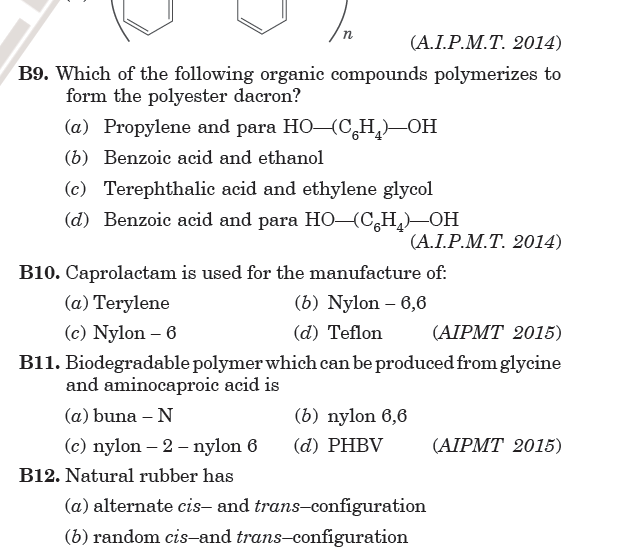 n
(A.I.P.M.T. 2014)
B9. Which of the following organic compounds polymerizes to
form the polyester dacron?
(a) Propylene and para HO—(C₆H₄)—OH
(b) Benzoic acid and ethanol
(c) Terephthalic acid and ethylene glycol
(d) Benzoic acid and para HO—(C₆H₄)—OH
(A.I.P.M.T. 2014)
B10. Caprolactam is used for the manufacture of:
(a) Terylene (b) Nylon – 6,6
(c) Nylon – 6 (d) Teflon (AIPMT 2015)
B11. Biodegradable polymer which can be produced from glycine
and aminocaproic acid is
(a) buna – N (b) nylon 6,6
(c) nylon – 2 – nylon 6 (d) PHBV (AIPMT 2015)
B12. Natural rubber has
(a) alternate cis– and trans–configuration
(b) random cis–and trans–configuration